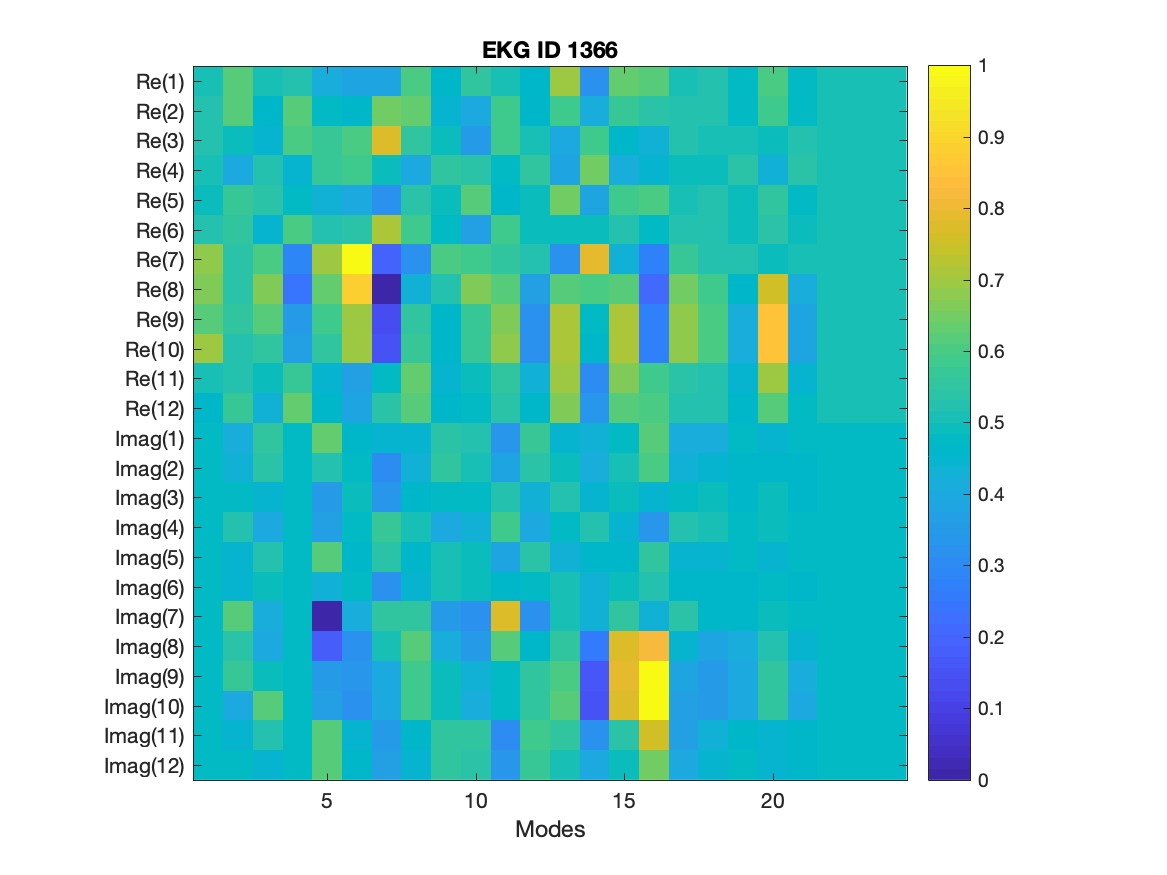 EKG ID 1366
Re(1)
Re(2)
Re(3)
Re(4)
Re(5)
Re(6)
Re(7)
Re(8)
Re(9)
Re(10)
Re(11)
Re(12)
Imag(1)
Imag(2)
Imag(3)
Imag(4)
Imag(5)
Imag(6)
Imag(7)
Imag(8)
Imag(9)
Imag(10)
Imag(11)
Imag(12)
5 10 15 20
Modes
1
0.9
0.8
0.7
0.6
0.5
0.4
0.3
0.2
0.1
0